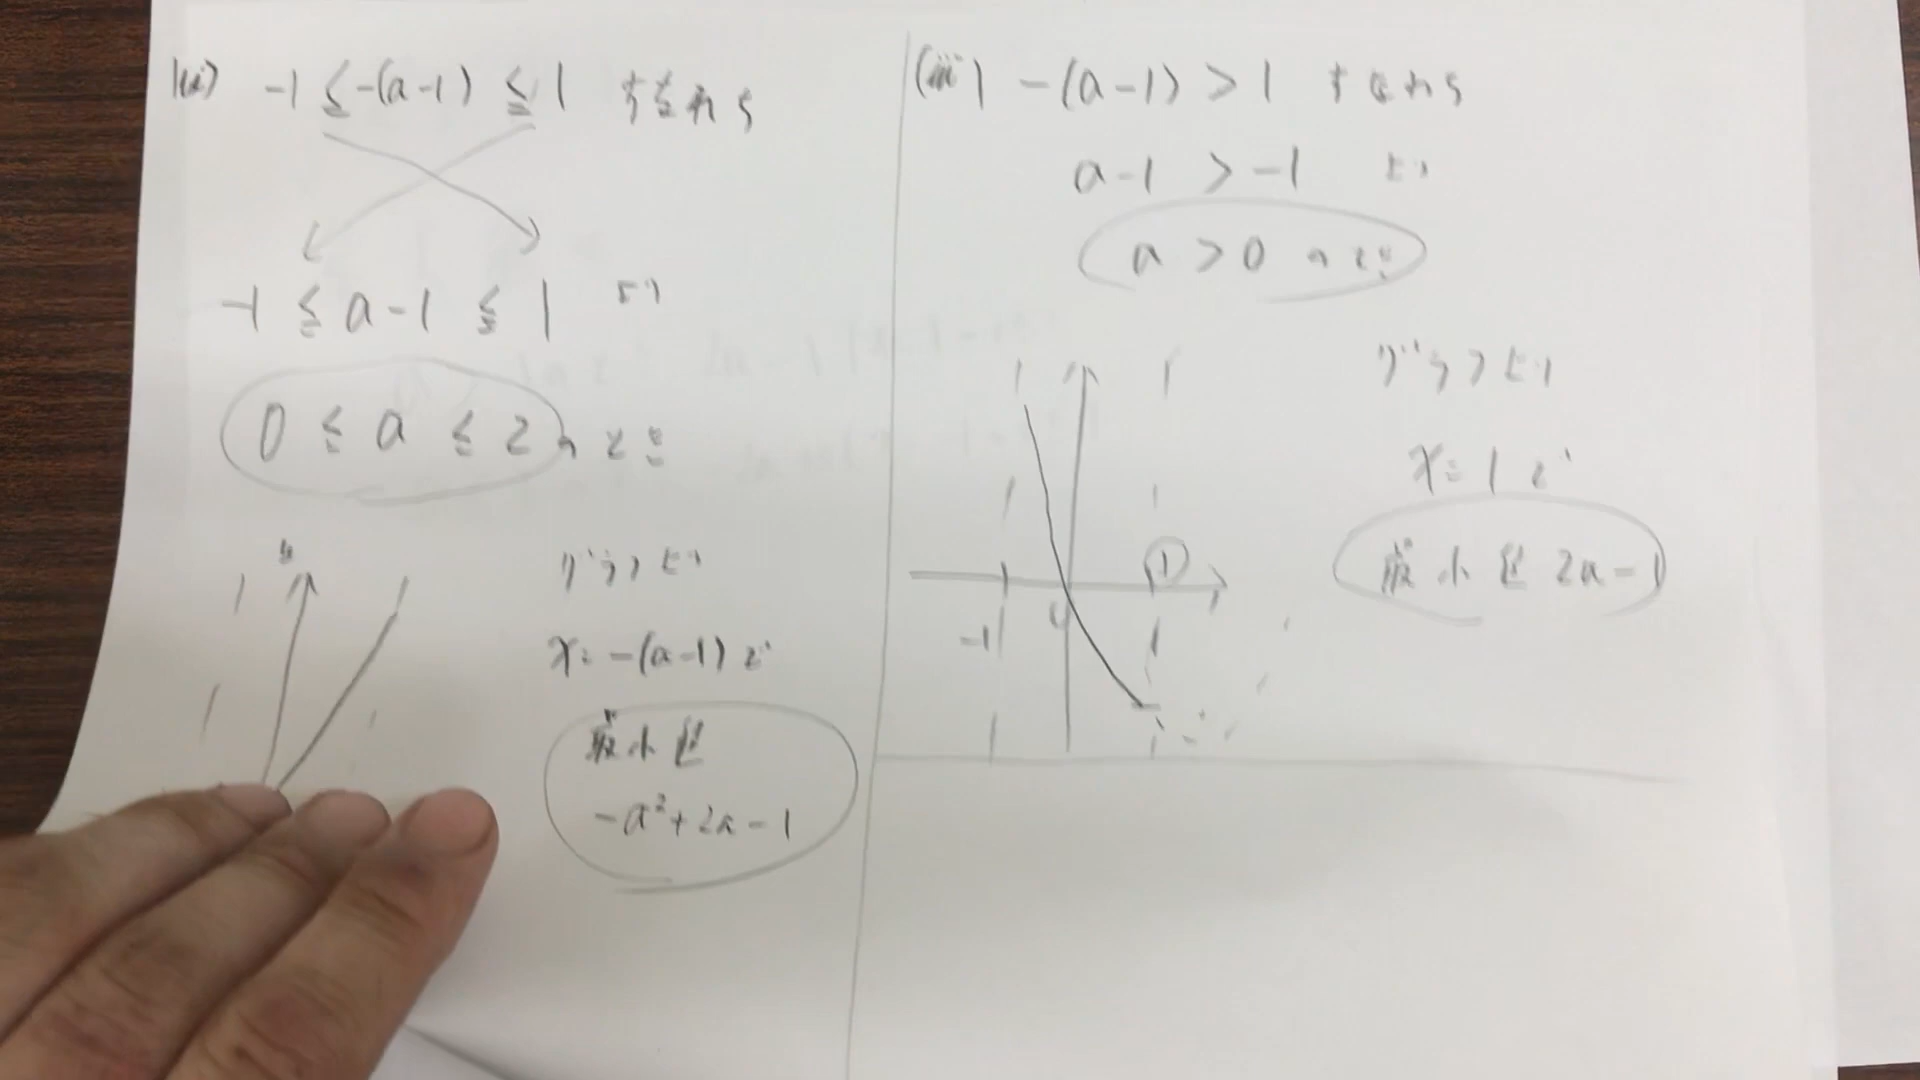 (ii) -1 ≦ -(a-1) ≦ 1 すなわち
-1 ≦ a-1 ≦ 1 より
0 ≦ a ≦ 2 のとき
グラフより
x = -(a-1) で
最小値
-a²+2a-1
(iii) -(a-1) > 1 すなわち
a-1 > -1 より
a > 0 のとき
-1
1
グラフより
x = 1 で
最小値 2a-1